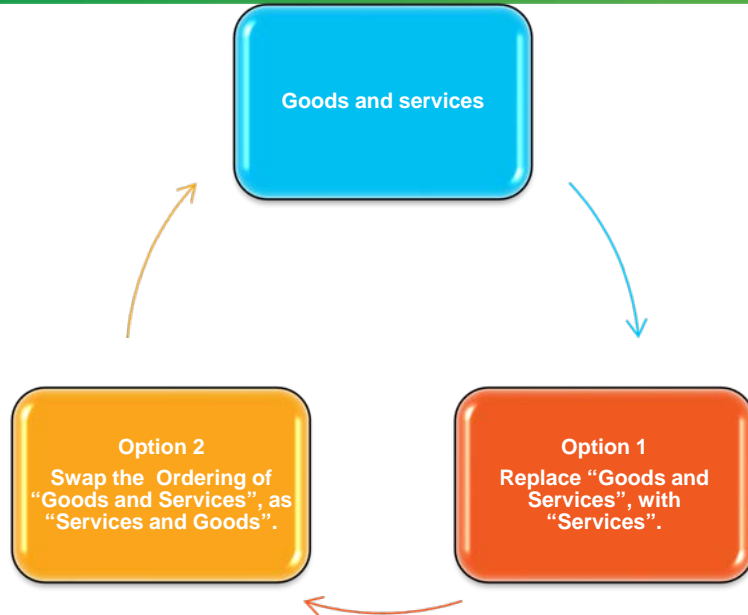 Goods and services
Option 2
Swap the Ordering of
“Goods and Services”, as
“Services and Goods”.
Option 1
Replace “Goods and
Services”, with
“Services”.